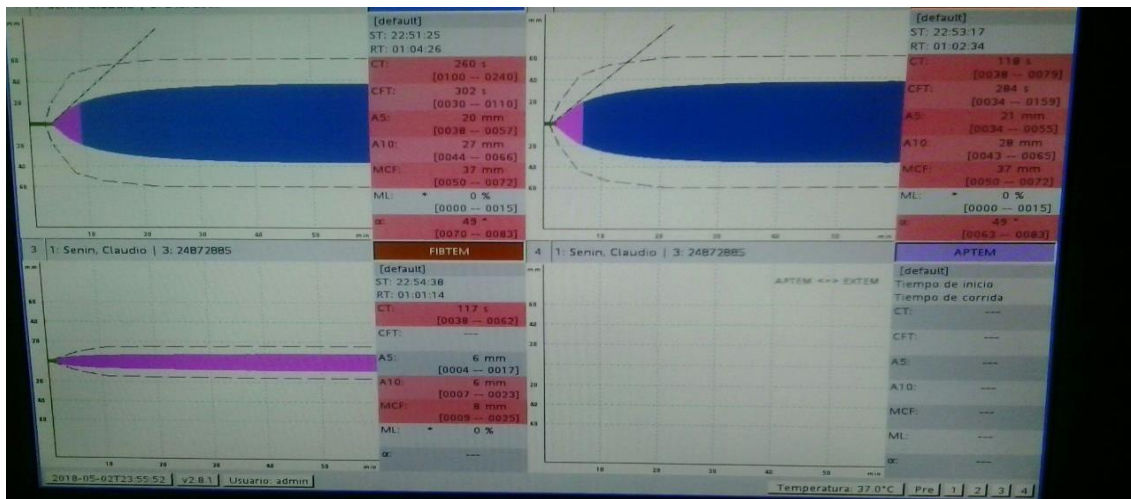 [default]
ST: 22:51:25
RT: 01:04:26
CT: 260 s
[0100 -- 0240]
CFT: 302 s
[0030 -- 0110]
A5: 20 mm
[0038 -- 0057]
A10: 27 mm
[0044 -- 0066]
MCF: 37 mm
[0050 -- 0072]
ML: * 0 %
[0000 -- 0015]
α: 49 °
[0070 -- 0083]
[default]
ST: 22:53:17
RT: 01:02:34
CT: 118 s
[0038 -- 0079]
CFT: 284 s
[0034 -- 0159]
A5: 21 mm
[0034 -- 0055]
A10: 28 mm
[0043 -- 0065]
MCF: 37 mm
[0050 -- 0072]
ML: * 0 %
[0000 -- 0015]
α: 49 °
[0063 -- 0083]
3 1: Senin, Claudio | 3: 24872885
FIBTEM
[default]
ST: 22:54:38
RT: 01:01:14
CT: 117 s
[0038 -- 0062]
CFT: ---
A5: 6 mm
[0004 -- 0017]
A10: 6 mm
[0007 -- 0023]
MCF: 8 mm
[0009 -- 0025]
ML: * 0 %
α: ---
4 1: Senin, Claudio | 3: 24872885
APTEM
APTEM <=> EXTEM
[default]
Tiempo de inicio
Tiempo de corrida
CT: ---
CFT: ---
A5: ---
A10: ---
MCF: ---
ML: ---
α: ---
2018-05-02T23:55:52 v2.8.1 Usuario: admin
Temperatura: 37.0°C Pre 1 2 3 4